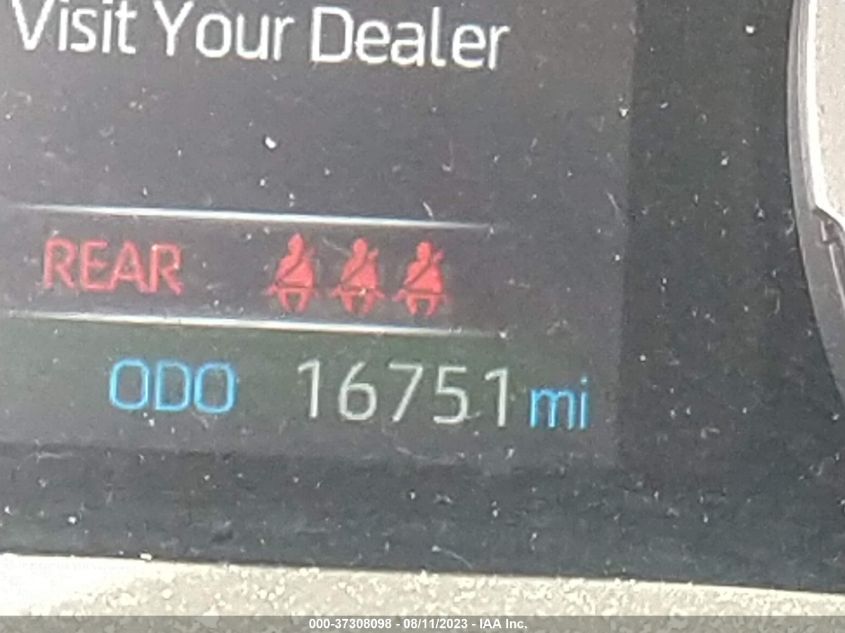 Visit Your Dealer
REAR
ODO 16751 mi
000-37308098 - 08/11/2023 - IAA Inc.